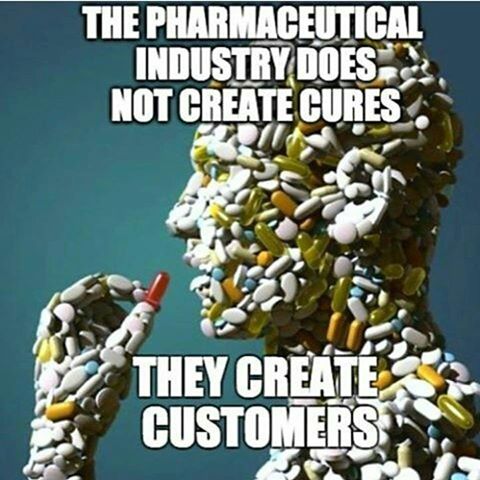 THE PHARMACEUTICAL
INDUSTRY DOES
NOT CREATE CURES
THEY CREATE
CUSTOMERS